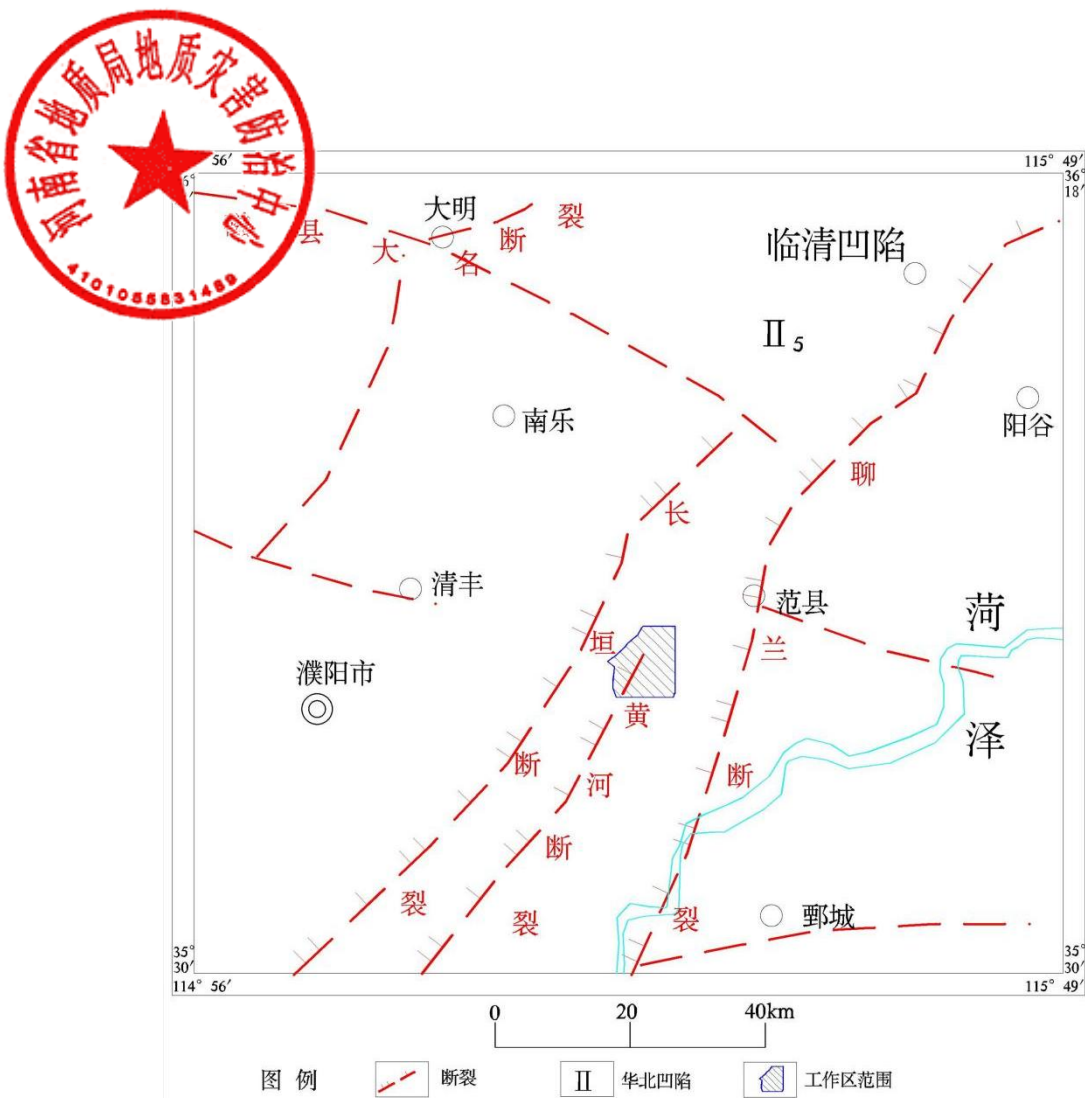 河南省地质局地质灾害防治中心
4101055831489
56′
115° 49′
36°
18′
县大名断裂
大明
临清凹陷
Ⅱ5
南乐
阳谷
聊兰断裂
长垣断裂
清丰
范县
菏泽
濮阳市
黄河断裂
鄄城
35°
30′
35°
30′
114° 56′
115° 49′
0 20 40km
图例
断裂
Ⅱ 华北凹陷
工作区范围